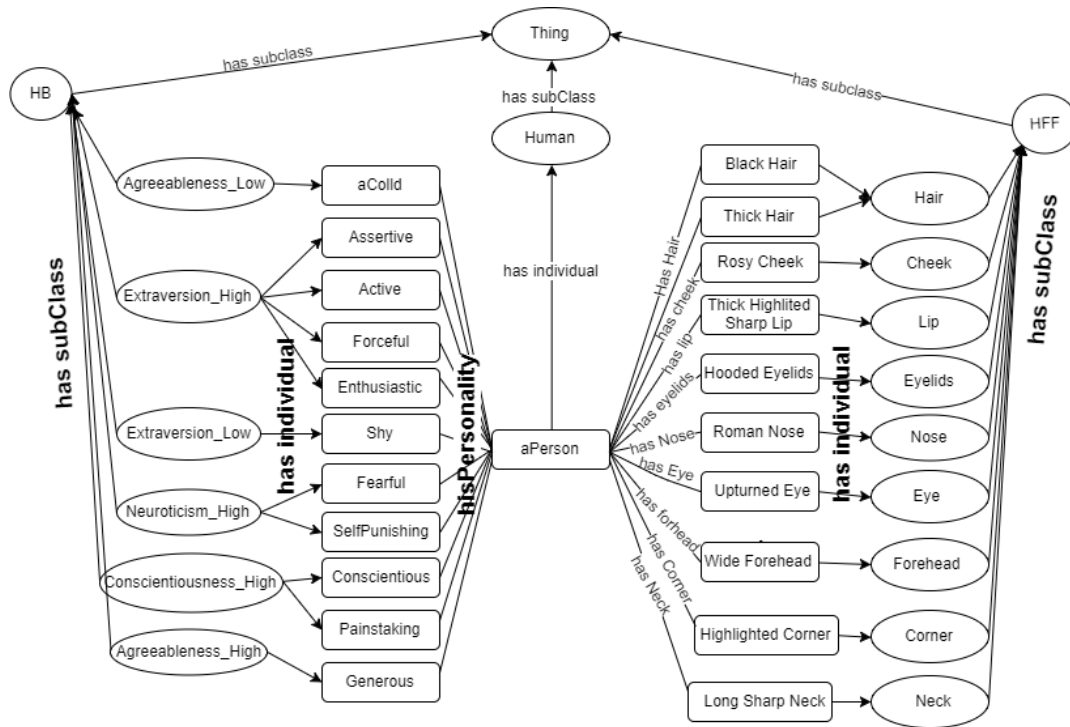 Thing
has subclass
has subclass
HB
has subClass
HFF
Human
Black Hair
Agreeableness_Low
aColld
Hair
Thick Hair
Assertive
Has Hair
Rosy Cheek
Cheek
has individual
Extraversion_High
Active
has cheek
Thick Highlited
Sharp Lip
Lip
has subClass
has subClass
Forceful
has lip
Enthusiastic
has individual
hisPersonality
has eyelids
Hooded Eyelids
has individual
Eyelids
Extraversion_Low
Shy
aPerson
has Nose
Roman Nose
Nose
Fearful
has Eye
Upturned Eye
Eye
Neuroticism_High
SelfPunishing
has forhead
Wide Forehead
Forehead
Conscientiousness_High
Conscientious
has Corner
has Neck
Painstaking
Highlighted Corner
Corner
Agreeableness_High
Generous
Long Sharp Neck
Neck